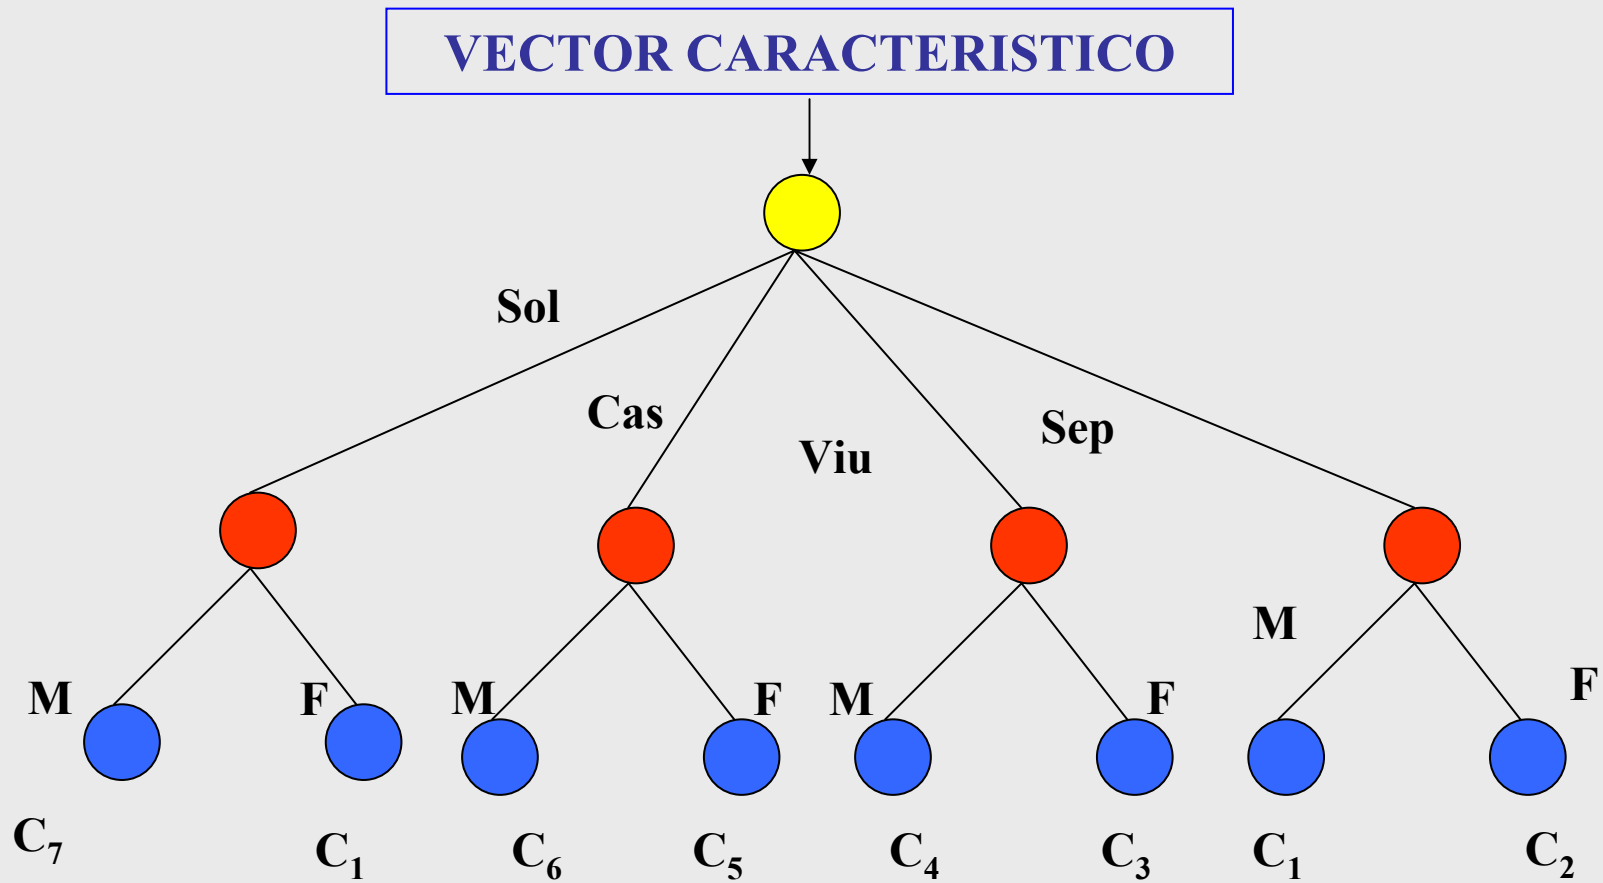 VECTOR CARACTERISTICO
Sol
Cas
Viu
Sep
M
F
M
F
M
F
M
F
C₇
C₁
C₆
C₅
C₄
C₃
C₁
C₂